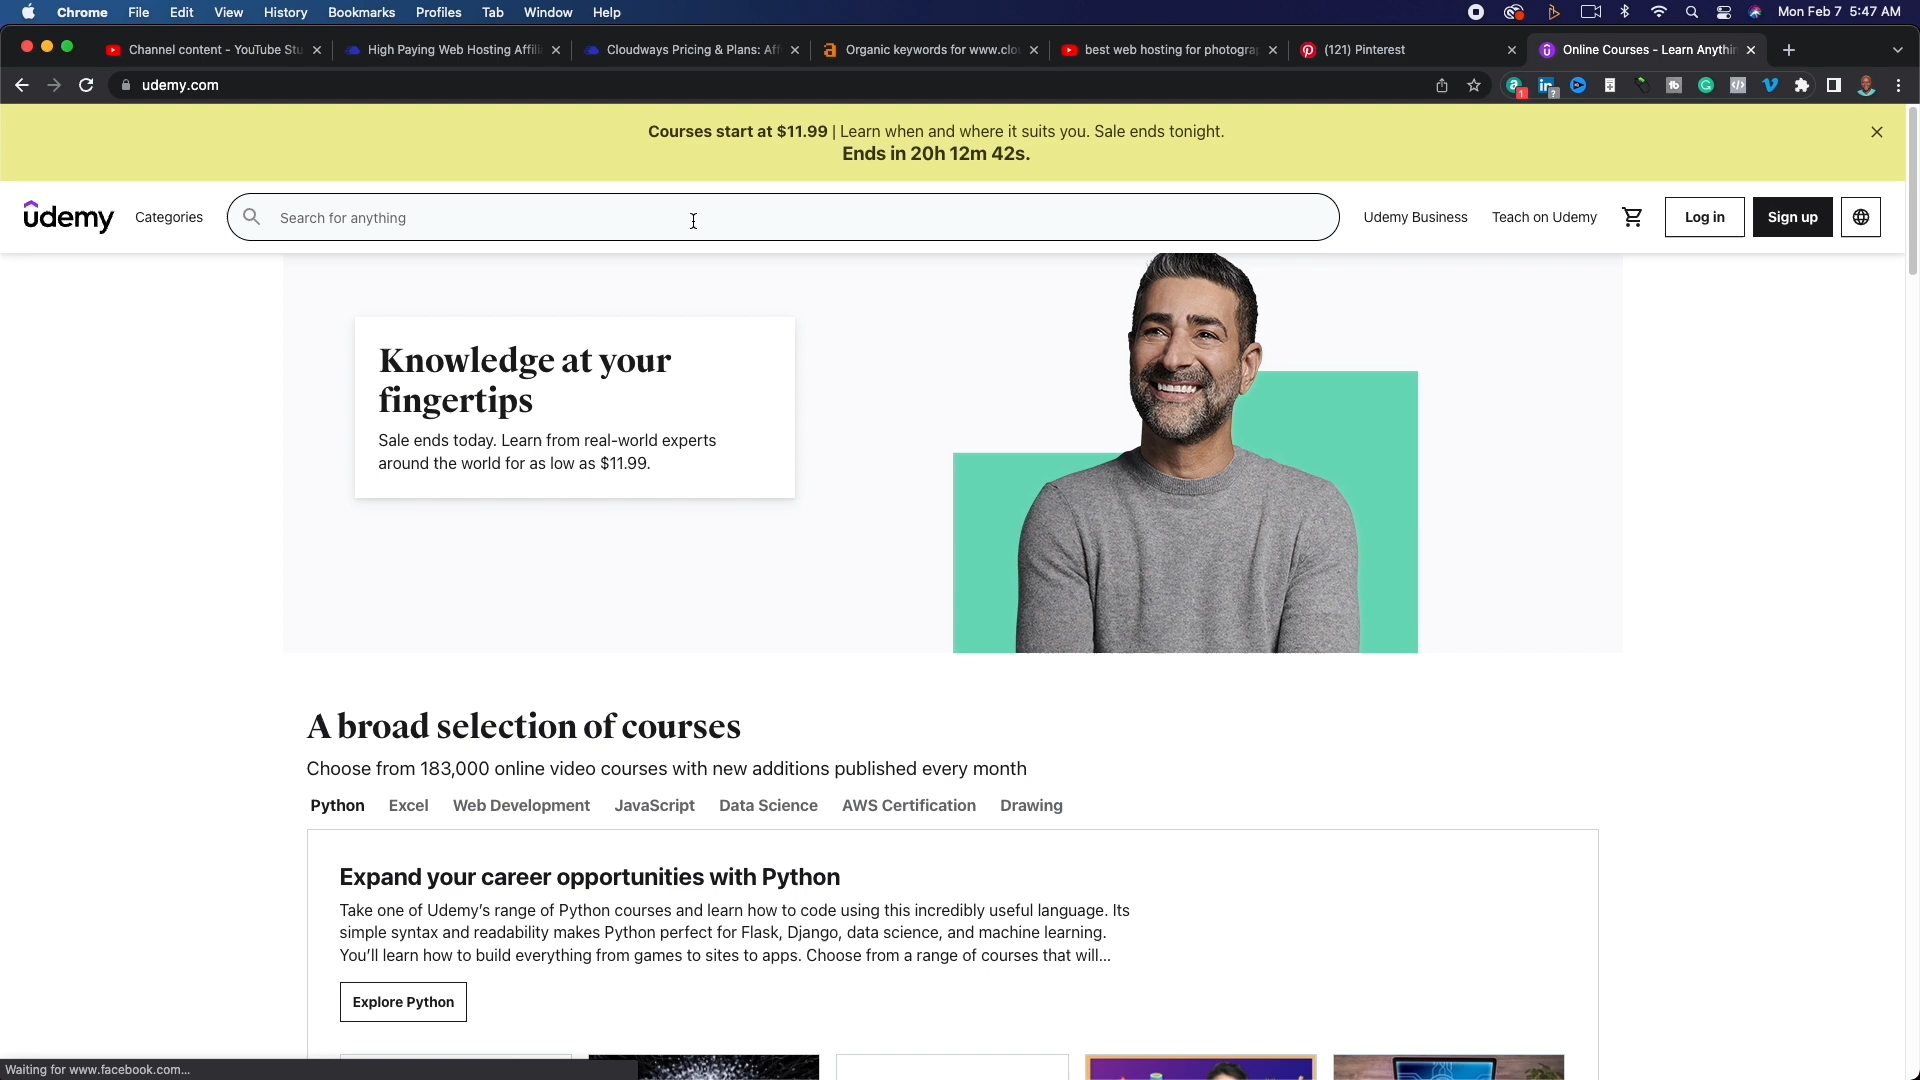 Chrome File Edit View History Bookmarks Profiles Tab Window Help Mon Feb 7 5:47 AM
Channel content - YouTube Stu High Paying Web Hosting Affili Cloudways Pricing & Plans: Aff Organic keywords for www.clo best web hosting for photogra (121) Pinterest Online Courses - Learn Anythin
udemy.com
Courses start at $11.99 | Learn when and where it suits you. Sale ends tonight.
Ends in 20h 12m 42s.
udemy Categories Search for anything Udemy Business Teach on Udemy Log in Sign up
Knowledge at your
fingertips
Sale ends today. Learn from real-world experts
around the world for as low as $11.99.
A broad selection of courses
Choose from 183,000 online video courses with new additions published every month
Python Excel Web Development JavaScript Data Science AWS Certification Drawing
Expand your career opportunities with Python
Take one of Udemy's range of Python courses and learn how to code using this incredibly useful language. Its
simple syntax and readability makes Python perfect for Flask, Django, data science, and machine learning.
You'll learn how to build everything from games to sites to apps. Choose from a range of courses that will...
Explore Python
Waiting for www.facebook.com...